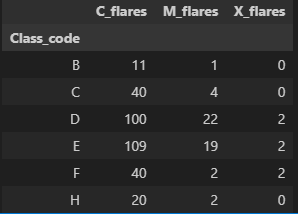 C_flares M_flares X_flares
Class_code
B 11 1 0
C 40 4 0
D 100 22 2
E 109 19 2
F 40 2 2
H 20 2 0